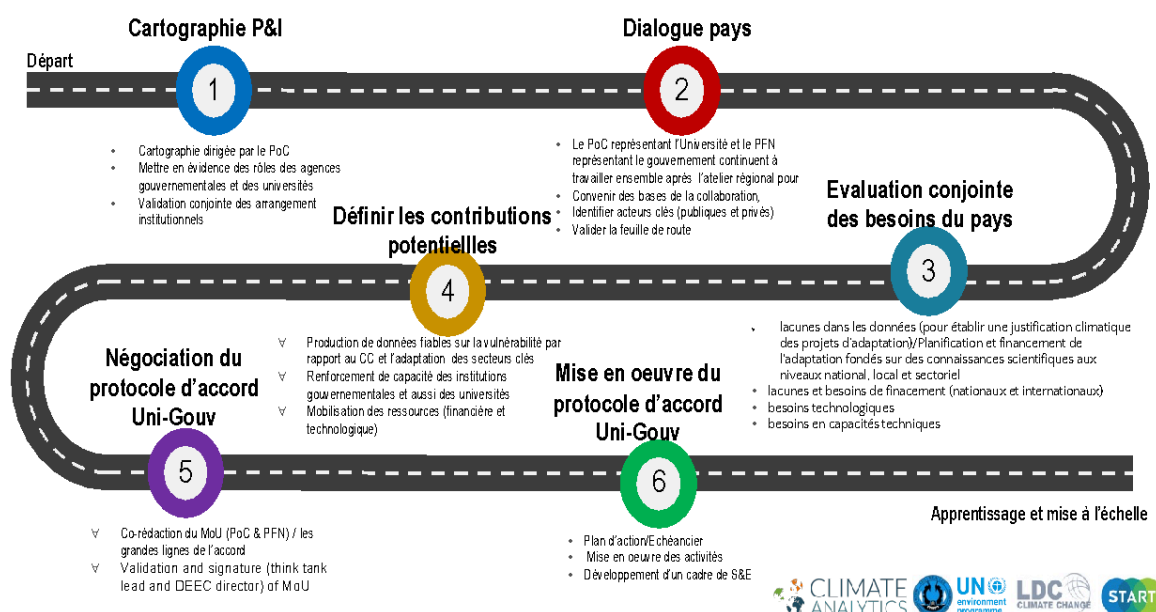 Cartographie P&I
Départ
1
• Cartographie dirigée par le PoC
• Mettre en évidence des rôles des agences
gouvernementales et des universités
• Validation conjointe des arrangement
institutionnels
Dialogue pays
2
• Le PoC représentant l'Université et le PFN
représentant le gouvernement continuent à
travailler ensemble après l'atelier régional pour
• Convenir des bases de la collaboration,
• Identifier acteurs clés (publiques et privés)
• Valider la feuille de route
Evaluation conjointe
des besoins du pays
3
• lacunes dans les données (pour établir une justification climatique
des projets d'adaptation)/Planification et financement de
l'adaptation fondés sur des connaissances scientifiques aux
niveaux national, local et sectoriel
• lacunes et besoins de finacement (nationaux et internationaux)
• besoins technologiques
• besoins en capacités techniques
Définir les contributions
potentiellles
4
∀ Production de données fiables sur la vulnérabilité par
rapport au CC et l'adaptation des secteurs clés
∀ Renforcement de capacité des institutions
gouvernementales et aussi des universités
∀ Mobilisation des ressources (financière et
technologique)
Négociation du
protocole d'accord
Uni-Gouv
5
∀ Co-rédaction du MoU (PoC & PFN) / les
grandes lignes de l'accord
∀ Validation and signature (think tank
lead and DEEC director) of MoU
Mise en oeuvre du
protocole d'accord
Uni-Gouv
6
• Plan d'action/Echéancier
• Mise en oeuvre des activités
• Développement d'un cadre de S&E
Apprentissage et mise à l'échelle
CLIMATE
ANALYTICS
UN
environment
programme
LDC
CLIMATE CHANGE
START